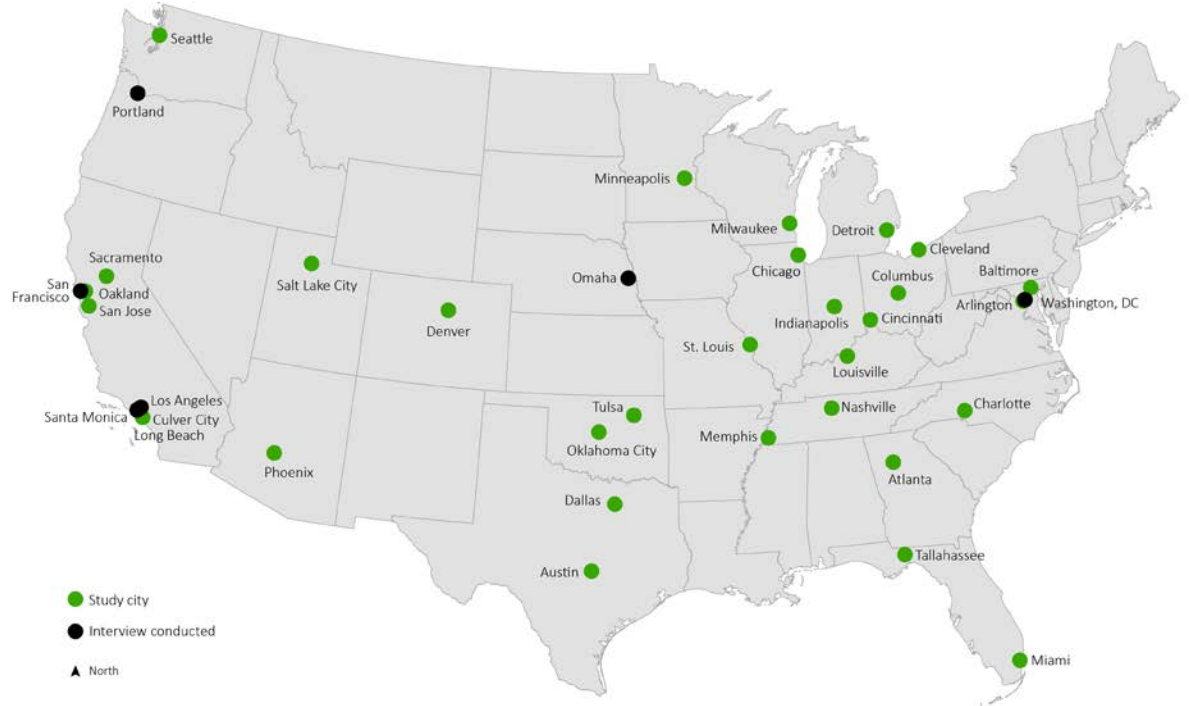 Seattle
Portland
Minneapolis
Milwaukee
Detroit
Cleveland
Chicago
Columbus
Baltimore
Sacramento
San
Francisco
Oakland
San Jose
Salt Lake City
Omaha
Denver
Indianapolis
Cincinnati
Arlington
Washington, DC
St. Louis
Louisville
Los Angeles
Santa Monica
Culver City
Long Beach
Tulsa
Nashville
Charlotte
Oklahoma City
Memphis
Phoenix
Atlanta
Dallas
Tallahassee
Austin
Study city
Interview conducted
North
Miami